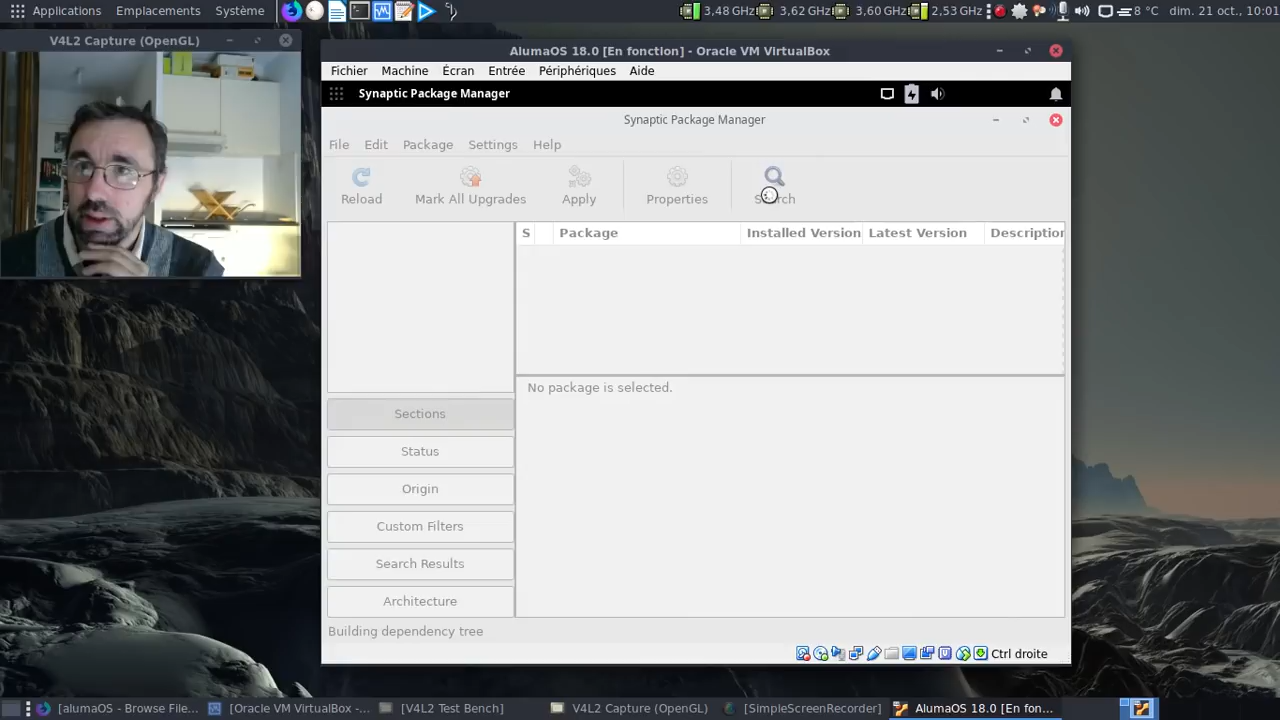 Applications Emplacements Système 3,48 GHz 3,62 GHz 3,60 GHz 2,53 GHz 8 °C dim. 21 oct., 10:01
V4L2 Capture (OpenGL)
AlumaOS 18.0 [En fonction] - Oracle VM VirtualBox
Fichier Machine Écran Entrée Périphériques Aide
Synaptic Package Manager
Synaptic Package Manager
File Edit Package Settings Help
Reload Mark All Upgrades Apply Properties Search
S Package Installed Version Latest Version Description
No package is selected.
Sections
Status
Origin
Custom Filters
Search Results
Architecture
Building dependency tree
Ctrl droite
[alumaOS - Browse File... [Oracle VM VirtualBox -... [V4L2 Test Bench] V4L2 Capture (OpenGL) [SimpleScreenRecorder] AlumaOS 18.0 [En fon...